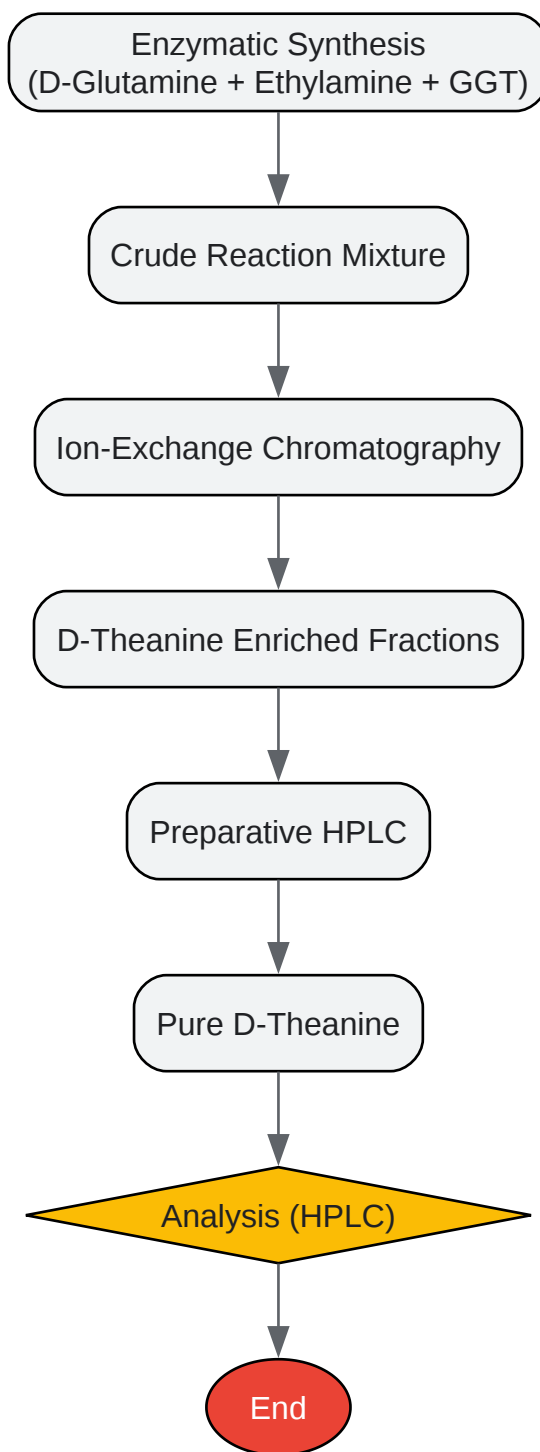 Enzymatic Synthesis
(D-Glutamine + Ethylamine + GGT)
Crude Reaction Mixture
Ion-Exchange Chromatography
D-Theanine Enriched Fractions
Preparative HPLC
Pure D-Theanine
Analysis (HPLC)
End